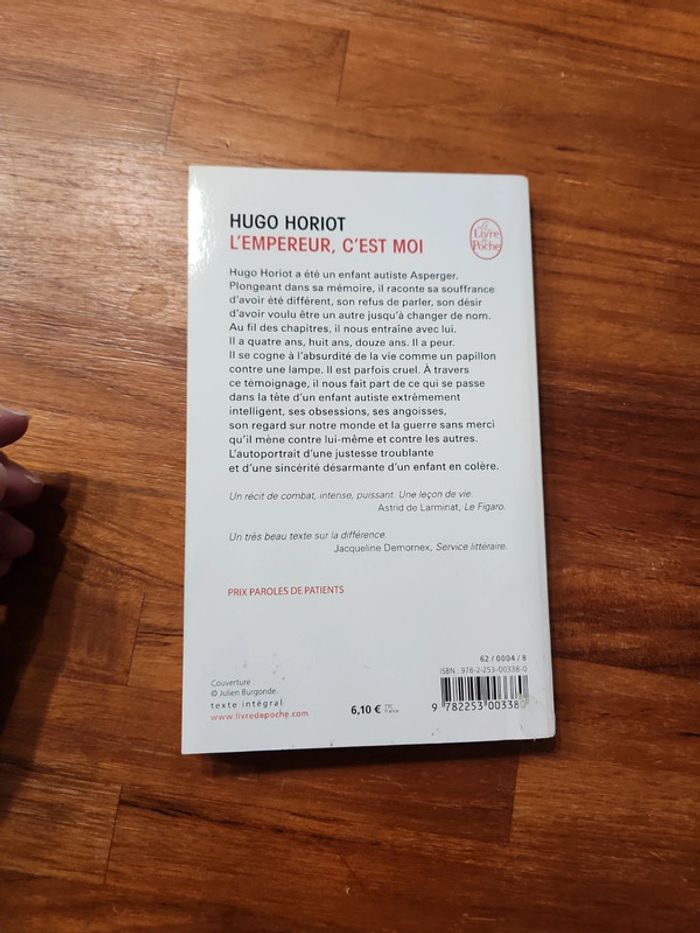 HUGO HORIOT
L'EMPEREUR, C'EST MOI
Le
Livre
de
Poche
Hugo Horiot a été un enfant autiste Asperger.
Plongeant dans sa mémoire, il raconte sa souffrance
d'avoir été différent, son refus de parler, son désir
d'avoir voulu être un autre jusqu'à changer de nom.
Au fil des chapitres, il nous entraîne avec lui.
Il a quatre ans, huit ans, douze ans. Il a peur.
Il se cogne à l'absurdité de la vie comme un papillon
contre une lampe. Il est parfois cruel. À travers
ce témoignage, il nous fait part de ce qui se passe
dans la tête d'un enfant autiste extrêmement
intelligent, ses obsessions, ses angoisses,
son regard sur notre monde et la guerre sans merci
qu'il mène contre lui-même et contre les autres.
L'autoportrait d'une justesse troublante
et d'une sincérité désarmante d'un enfant en colère.
Un récit de combat, intense, puissant. Une leçon de vie.
Astrid de Larminat, Le Figaro.
Un très beau texte sur la différence.
Jacqueline Demornex, Service littéraire.
PRIX PAROLES DE PATIENTS
Couverture :
© Julien Burgonde.
texte intégral
www.livredepoche.com
6,10 € TTC
France
62 / 0004 / 8
ISBN : 978-2-253-00338-0
9 782253 003380